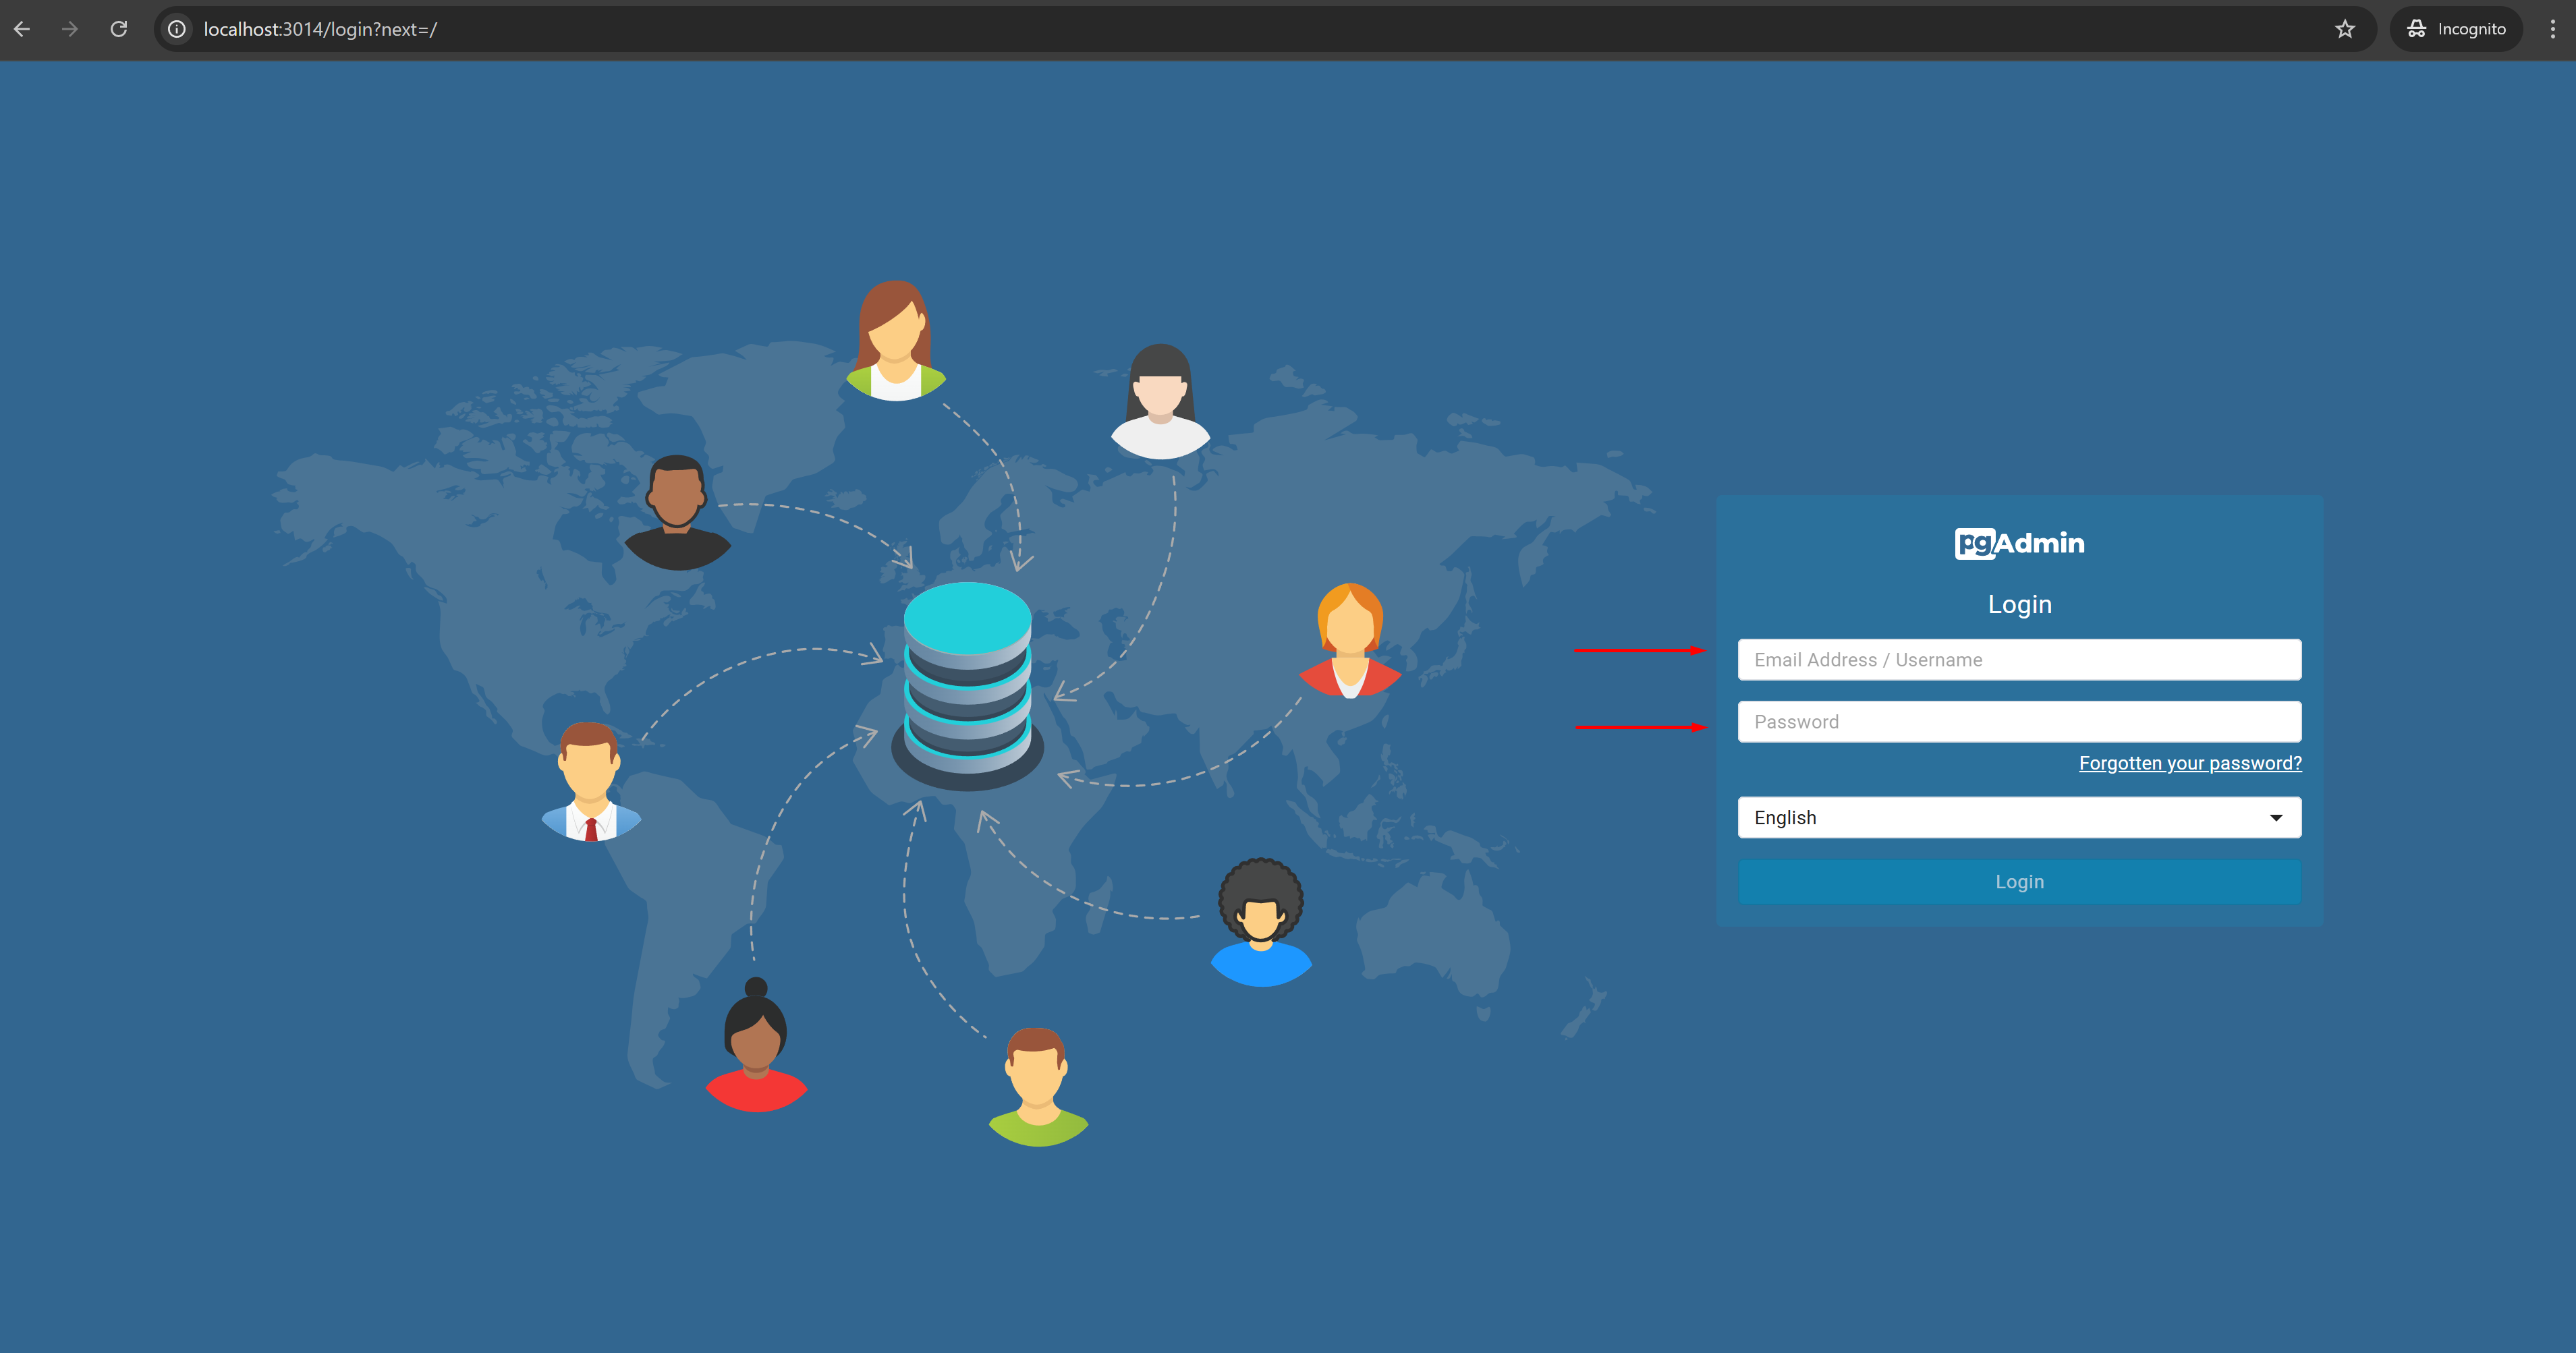 localhost:3014/login?next=/
Incognito
pgAdmin
Login
Email Address / Username
Password
Forgotten your password?
English
Login